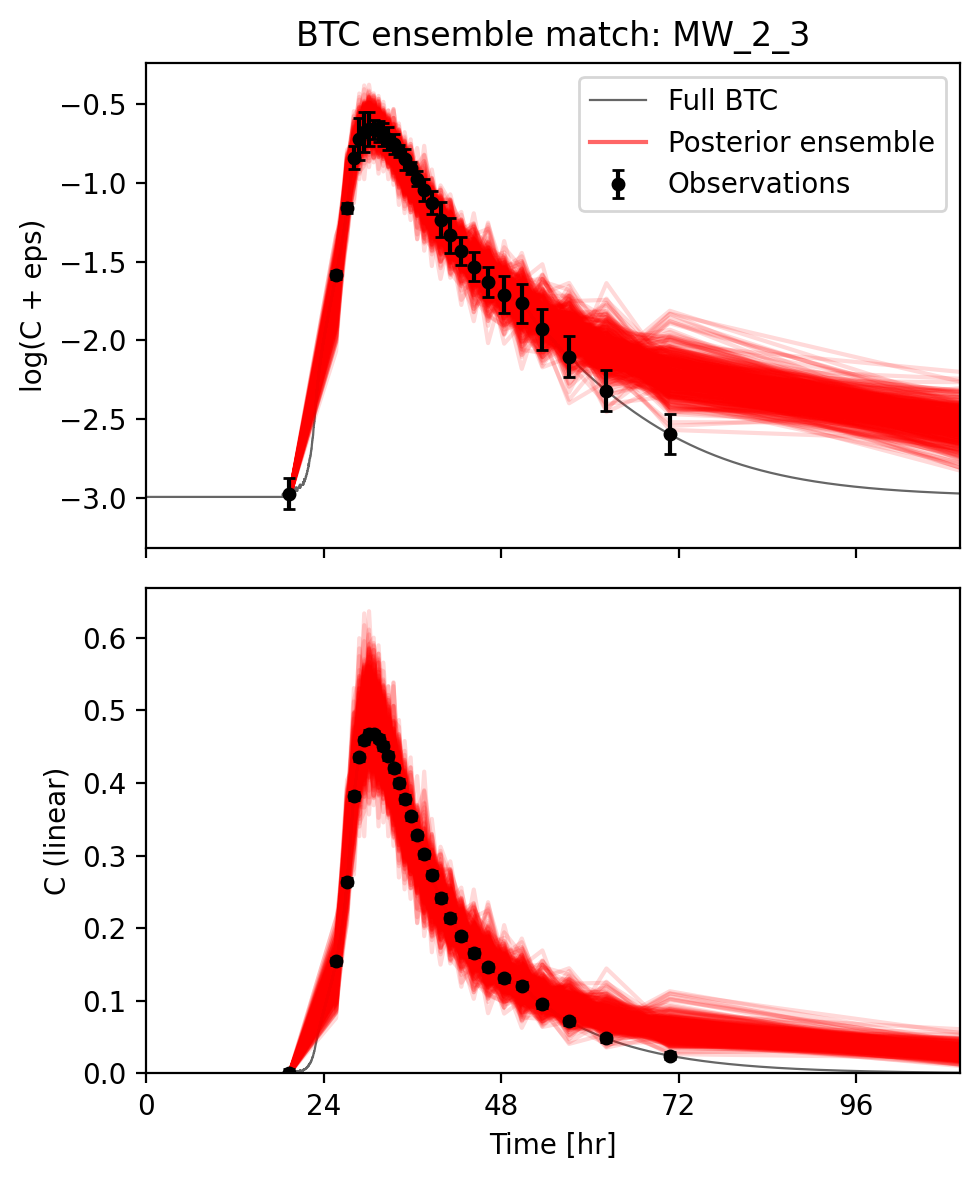 BTC ensemble match: MW_2_3
log(C + eps)
−0.5
−1.0
−1.5
−2.0
−2.5
−3.0
Full BTC
Posterior ensemble
Observations
C (linear)
0.6
0.5
0.4
0.3
0.2
0.1
0.0
0 24 48 72 96
Time [hr]